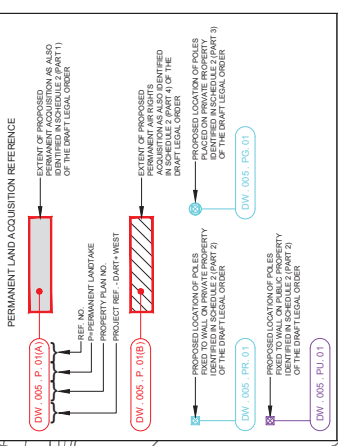 PERMANENT LAND ACQUISITION REFERENCE
DW . 005 . P . 01(A)
EXTENT OF PROPOSED
PERMANENT ACQUISITION AS ALSO
IDENTIFIED IN SCHEDULE 2 (PART 1)
OF THE DRAFT LEGAL ORDER
REF. NO.
P=PERMANENT LANDTAKE
PROPERTY PLAN NO.
PROJECT REF. - DART+ WEST
DW . 005 . P . 01(B)
EXTENT OF PROPOSED
PERMANENT AIR RIGHTS
ACQUISITION AS ALSO IDENTIFIED
IN SCHEDULE 2 (PART 4) OF THE
DRAFT LEGAL ORDER
PROPOSED LOCATION OF POLES
FIXED TO WALL ON PRIVATE PROPERTY
IDENTIFIED IN SCHEDULE 2 (PART 2)
OF THE DRAFT LEGAL ORDER
DW . 005 . PR . 01
PROPOSED LOCATION OF POLES
PLACED ON PRIVATE PROPERTY
IDENTIFIED IN SCHEDULE 2 (PART 3)
OF THE DRAFT LEGAL ORDER
DW . 005 . PG . 01
PROPOSED LOCATION OF POLES
FIXED TO WALL ON PUBLIC PROPERTY
IDENTIFIED IN SCHEDULE 2 (PART 2)
OF THE DRAFT LEGAL ORDER
DW . 005 . PU . 01